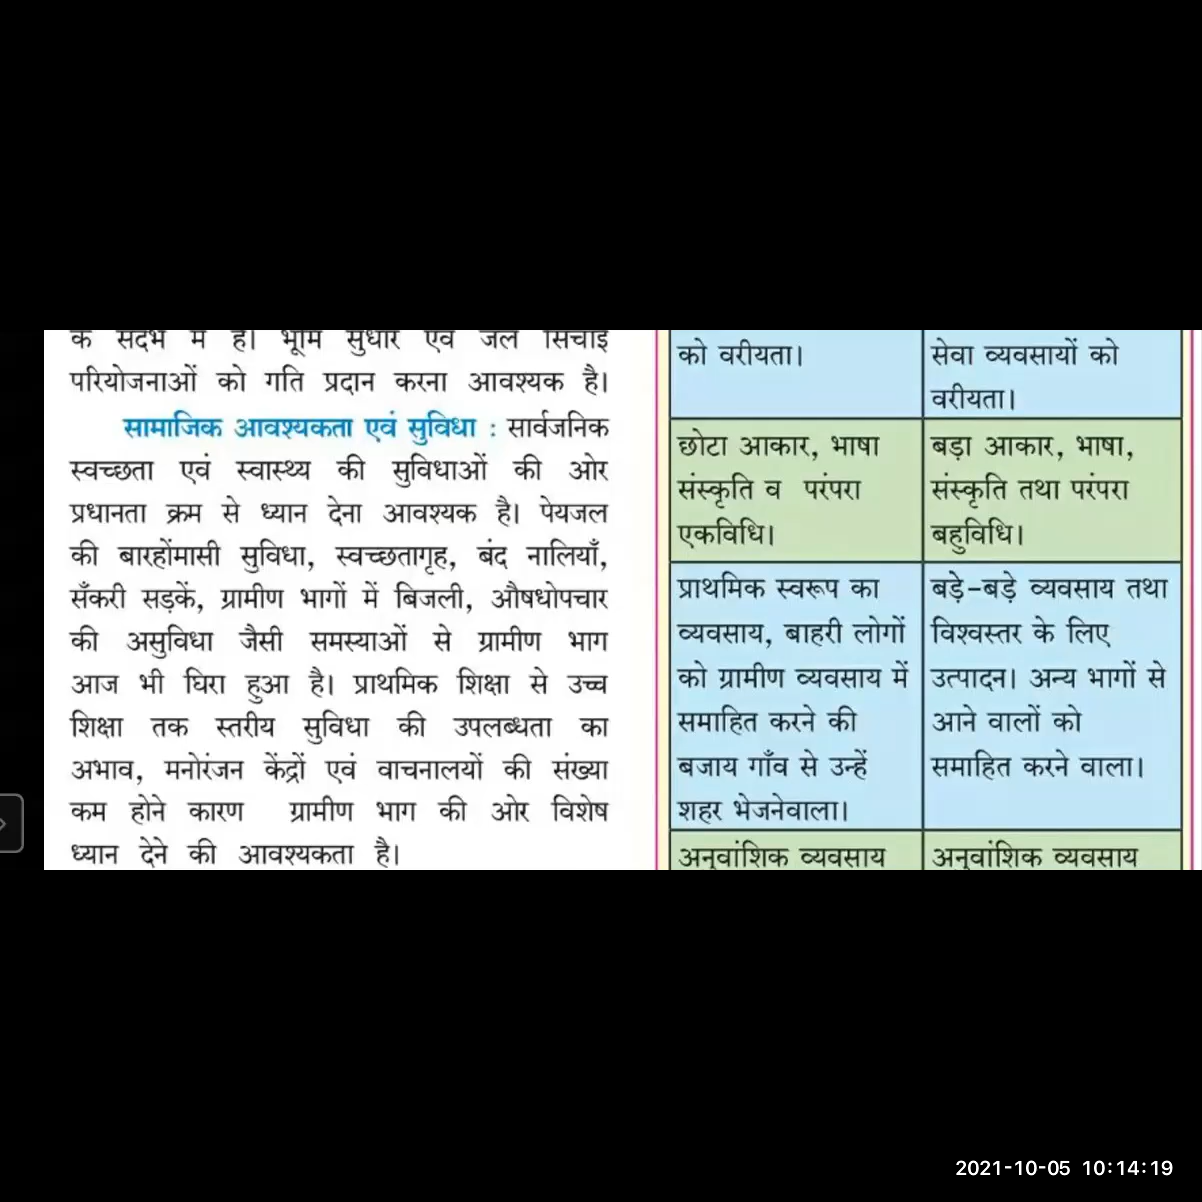 के संदर्भ में है। भूमि सुधार एवं जल सिंचाई
परियोजनाओं को गति प्रदान करना आवश्यक है।
सामाजिक आवश्यकता एवं सुविधा : सार्वजनिक
स्वच्छता एवं स्वास्थ्य की सुविधाओं की ओर
प्रधानता क्रम से ध्यान देना आवश्यक है। पेयजल
की बारहोंमासी सुविधा, स्वच्छतागृह, बंद नालियाँ,
सँकरी सड़कें, ग्रामीण भागों में बिजली, औषधोपचार
की असुविधा जैसी समस्याओं से ग्रामीण भाग
आज भी घिरा हुआ है। प्राथमिक शिक्षा से उच्च
शिक्षा तक स्तरीय सुविधा की उपलब्धता का
अभाव, मनोरंजन केंद्रों एवं वाचनालयों की संख्या
कम होने कारण ग्रामीण भाग की ओर विशेष
ध्यान देने की आवश्यकता है।
को वरीयता।
सेवा व्यवसायों को
वरीयता।
छोटा आकार, भाषा
संस्कृति व परंपरा
एकविधि।
बड़ा आकार, भाषा,
संस्कृति तथा परंपरा
बहुविधि।
प्राथमिक स्वरूप का
व्यवसाय, बाहरी लोगों
को ग्रामीण व्यवसाय में
समाहित करने की
बजाय गाँव से उन्हें
शहर भेजनेवाला।
बड़े-बड़े व्यवसाय तथा
विश्वस्तर के लिए
उत्पादन। अन्य भागों से
आने वालों को
समाहित करने वाला।
अनुवांशिक व्यवसाय
अनुवांशिक व्यवसाय
2021-10-05 10:14:19